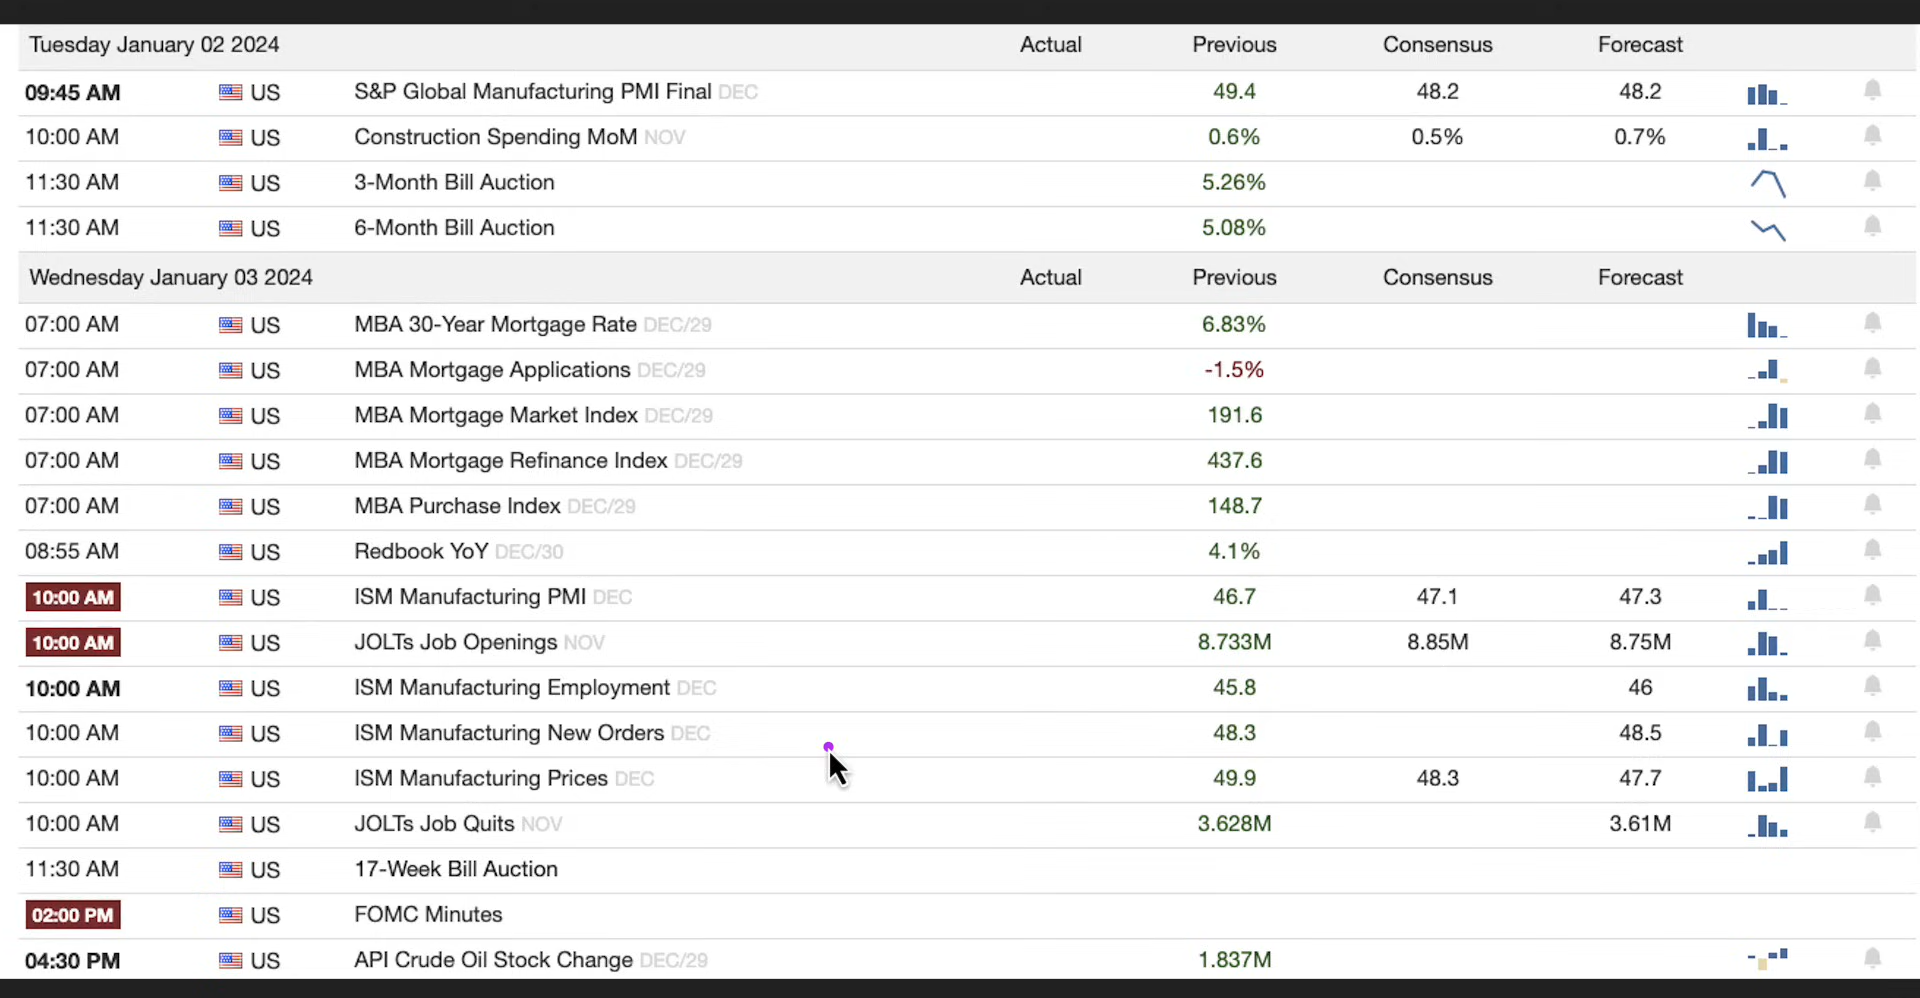 Tuesday January 02 2024 Actual Previous Consensus Forecast
09:45 AM US S&P Global Manufacturing PMI Final DEC 49.4 48.2 48.2
10:00 AM US Construction Spending MoM NOV 0.6% 0.5% 0.7%
11:30 AM US 3-Month Bill Auction 5.26%
11:30 AM US 6-Month Bill Auction 5.08%
Wednesday January 03 2024 Actual Previous Consensus Forecast
07:00 AM US MBA 30-Year Mortgage Rate DEC/29 6.83%
07:00 AM US MBA Mortgage Applications DEC/29 -1.5%
07:00 AM US MBA Mortgage Market Index DEC/29 191.6
07:00 AM US MBA Mortgage Refinance Index DEC/29 437.6
07:00 AM US MBA Purchase Index DEC/29 148.7
08:55 AM US Redbook YoY DEC/30 4.1%
10:00 AM US ISM Manufacturing PMI DEC 46.7 47.1 47.3
10:00 AM US JOLTs Job Openings NOV 8.733M 8.85M 8.75M
10:00 AM US ISM Manufacturing Employment DEC 45.8 46
10:00 AM US ISM Manufacturing New Orders DEC 48.3 48.5
10:00 AM US ISM Manufacturing Prices DEC 49.9 48.3 47.7
10:00 AM US JOLTs Job Quits NOV 3.628M 3.61M
11:30 AM US 17-Week Bill Auction
02:00 PM US FOMC Minutes
04:30 PM US API Crude Oil Stock Change DEC/29 1.837M